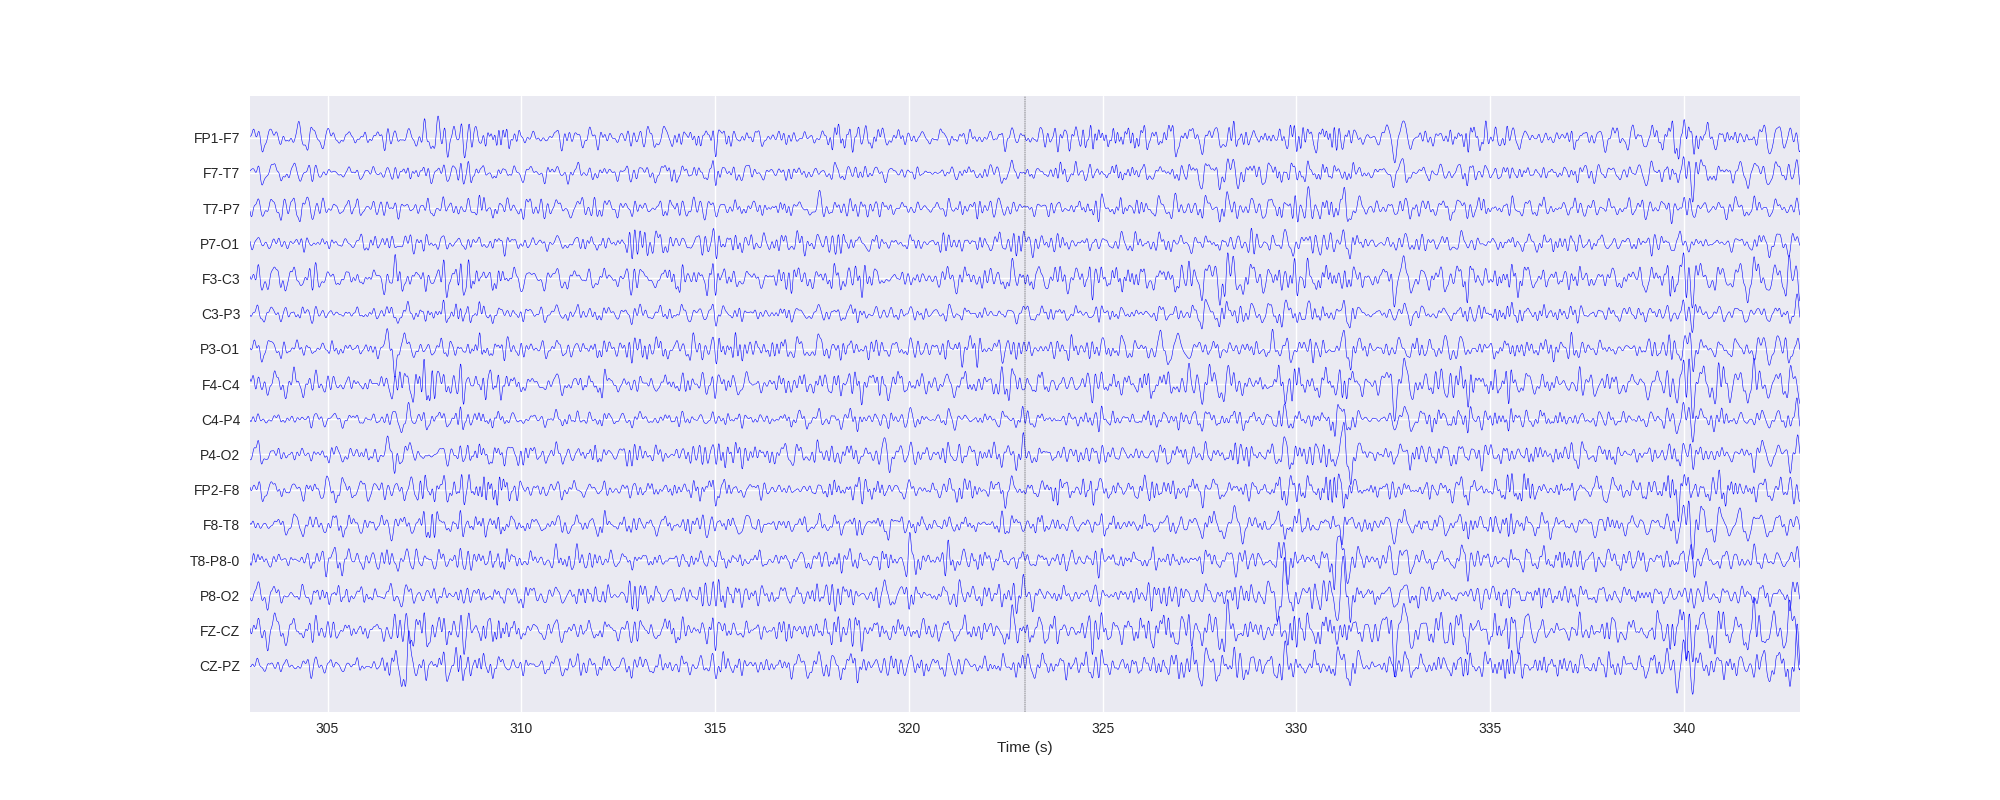 FP1-F7
F7-T7
T7-P7
P7-O1
F3-C3
C3-P3
P3-O1
F4-C4
C4-P4
P4-O2
FP2-F8
F8-T8
T8-P8-0
P8-O2
FZ-CZ
CZ-PZ
305 310 315 320 325 330 335 340
Time (s)